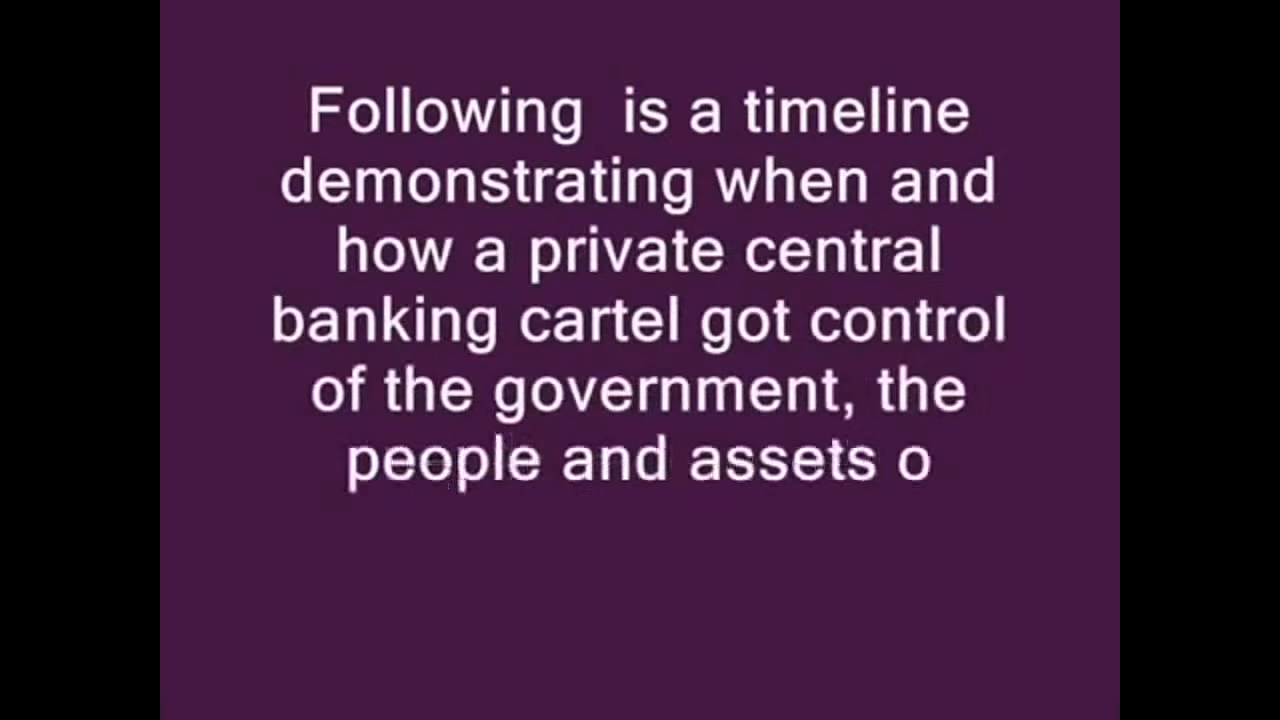 Following  is a timeline
demonstrating when and
how a private central
banking cartel got control
of the government, the
people and assets o